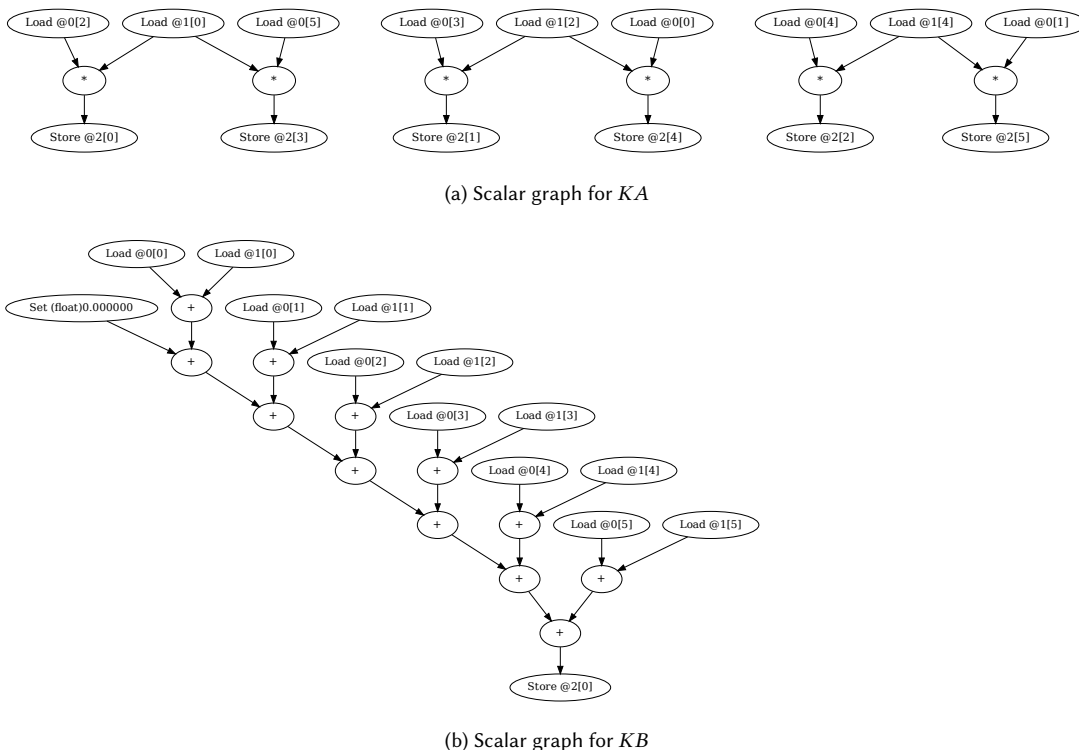 Load @0[2] Load @1[0] Load @0[5] Load @0[3] Load @1[2] Load @0[0] Load @0[4] Load @1[4] Load @0[1]
* * * * * *
Store @2[0] Store @2[3] Store @2[1] Store @2[4] Store @2[2] Store @2[5]
(a) Scalar graph for KA
Load @0[0] Load @1[0]
Set (float)0.000000 + Load @0[1] Load @1[1]
+ + Load @0[2] Load @1[2]
+ + Load @0[3] Load @1[3]
+ + Load @0[4] Load @1[4]
+ + Load @0[5] Load @1[5]
+ +
+
Store @2[0]
(b) Scalar graph for KB